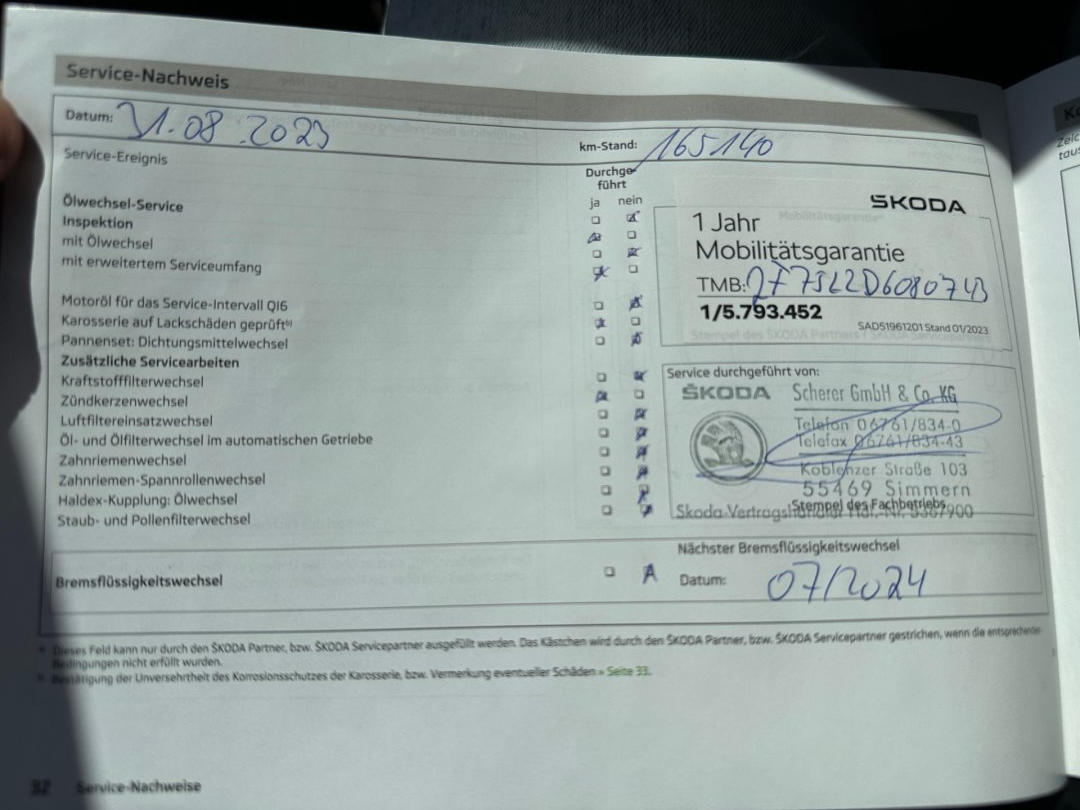 Service-Nachweis
Datum: 31.08.2023
km-Stand: 165140
Service-Ereignis
Durchge-
führt
ja nein
Ölwechsel-Service
Inspektion
mit Ölwechsel
mit erweitertem Serviceumfang
Motoröl für das Service-Intervall QI6
Karosserie auf Lackschäden geprüft
Pannenset: Dichtungsmittelwechsel
Zusätzliche Servicearbeiten
Kraftstofffilterwechsel
Zündkerzenwechsel
Luftfiltereinsatzwechsel
Öl- und Ölfilterwechsel im automatischen Getriebe
Zahnriemenwechsel
Zahnriemen-Spannrollenwechsel
Haldex-Kupplung: Ölwechsel
Staub- und Pollenfilterwechsel
ŠKODA
1 Jahr
Mobilitätsgarantie
TMB:
1/5.793.452
SAD51961201 Stand 01/2023
Service durchgeführt von:
ŠKODA
Scherer GmbH & Co. KG
Telefon 06761/834-0
Telefax 06761/834-43
Koblenzer Straße 103
55469 Simmern
Stempel des Fachbetriebs
Bremsflüssigkeitswechsel
Nächster Bremsflüssigkeitswechsel
Datum: 07/2024
Dieses Feld kann nur durch den ŠKODA Partner, bzw. ŠKODA Servicepartner ausgefüllt werden. Das Kästchen wird durch den ŠKODA Partner, bzw. ŠKODA Servicepartner gestrichen, wenn die entsprechenden
Bedingungen nicht erfüllt wurden.
Bestätigung der Unversehrtheit des Korrosionsschutzes der Karosserie, bzw. Vermerkung eventueller Schäden » Seite 33.
32 Service-Nachweise